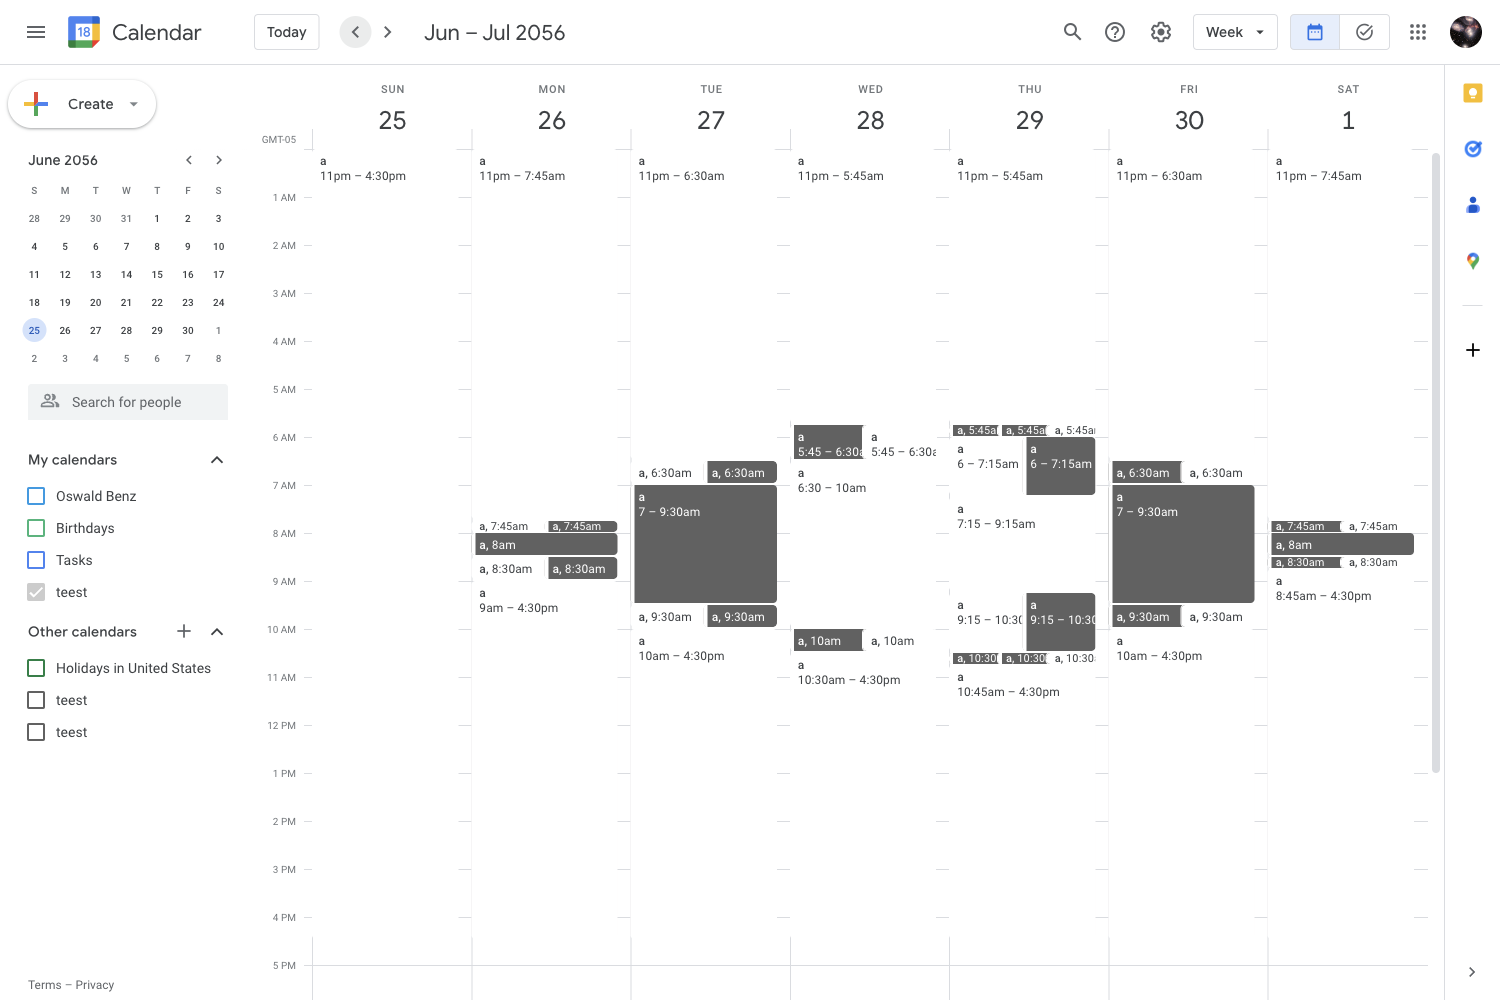 18 Calendar Today Jun – Jul 2056 Week
Create
June 2056
S M T W T F S
28 29 30 31 1 2 3
4 5 6 7 8 9 10
11 12 13 14 15 16 17
18 19 20 21 22 23 24
25 26 27 28 29 30 1
2 3 4 5 6 7 8
Search for people
My calendars
Oswald Benz
Birthdays
Tasks
teest
Other calendars
Holidays in United States
teest
teest
Terms – Privacy
SUN MON TUE WED THU FRI SAT
25 26 27 28 29 30 1
GMT-05
1 AM
2 AM
3 AM
4 AM
5 AM
6 AM
7 AM
8 AM
9 AM
10 AM
11 AM
12 PM
1 PM
2 PM
3 PM
4 PM
5 PM
a
11pm – 4:30pm
a
11pm – 7:45am
a, 7:45am
a, 7:45am
a, 8am
a, 8:30am
a, 8:30am
a
9am – 4:30pm
a
11pm – 6:30am
a, 6:30am
a, 6:30am
a
7 – 9:30am
a, 9:30am
a, 9:30am
a
10am – 4:30pm
a
11pm – 5:45am
a
5:45 – 6:30a
a
5:45 – 6:30a
a
6:30 – 10am
a, 10am
a, 10am
a
10:30am – 4:30pm
a
11pm – 5:45am
a, 5:45a
a, 5:45a
a, 5:45a
a
6 – 7:15am
a
6 – 7:15am
a
7:15 – 9:15am
a
9:15 – 10:30
a
9:15 – 10:30
a, 10:30
a, 10:30
a, 10:30
a
10:45am – 4:30pm
a
11pm – 6:30am
a, 6:30am
a, 6:30am
a
7 – 9:30am
a, 9:30am
a, 9:30am
a
10am – 4:30pm
a
11pm – 7:45am
a, 7:45am
a, 7:45am
a, 8am
a, 8:30am
a, 8:30am
a
8:45am – 4:30pm